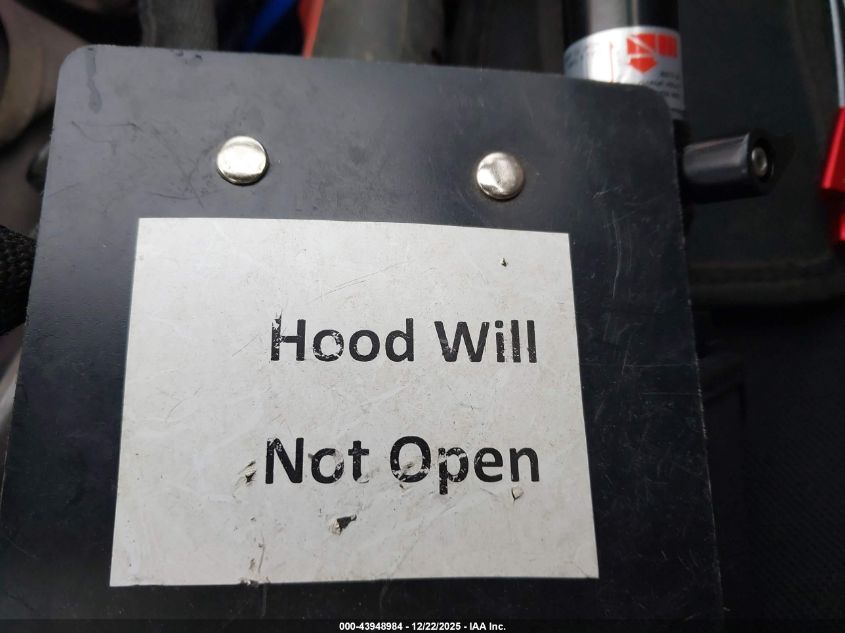 Hood Will
Not Open
000-43948984 - 12/22/2025 - IAA Inc.